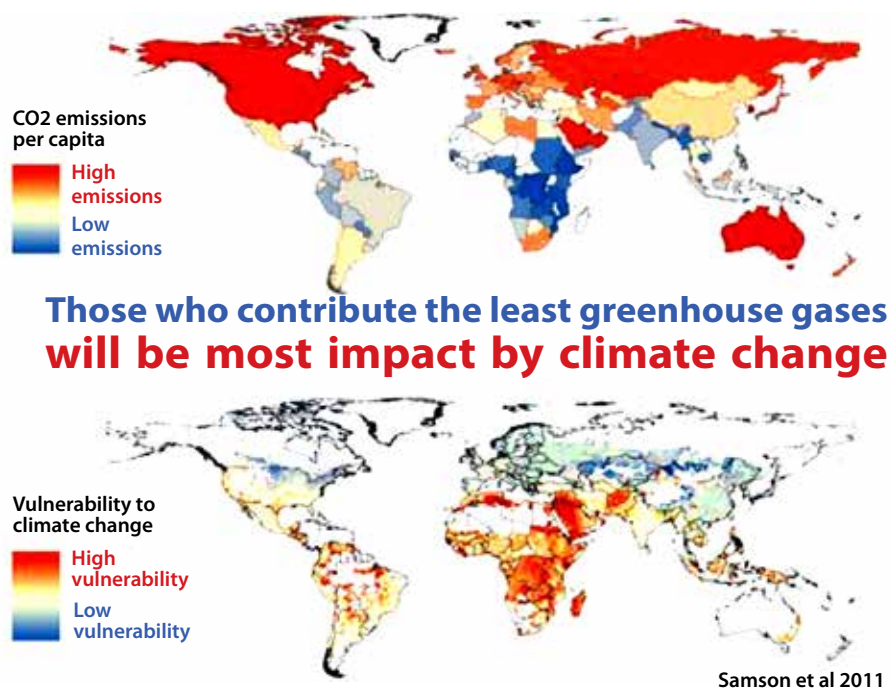 CO2 emissions
per capita
High
emissions
Low
emissions
Those who contribute the least greenhouse gases
will be most impact by climate change
Vulnerability to
climate change
High
vulnerability
Low
vulnerability
Samson et al 2011